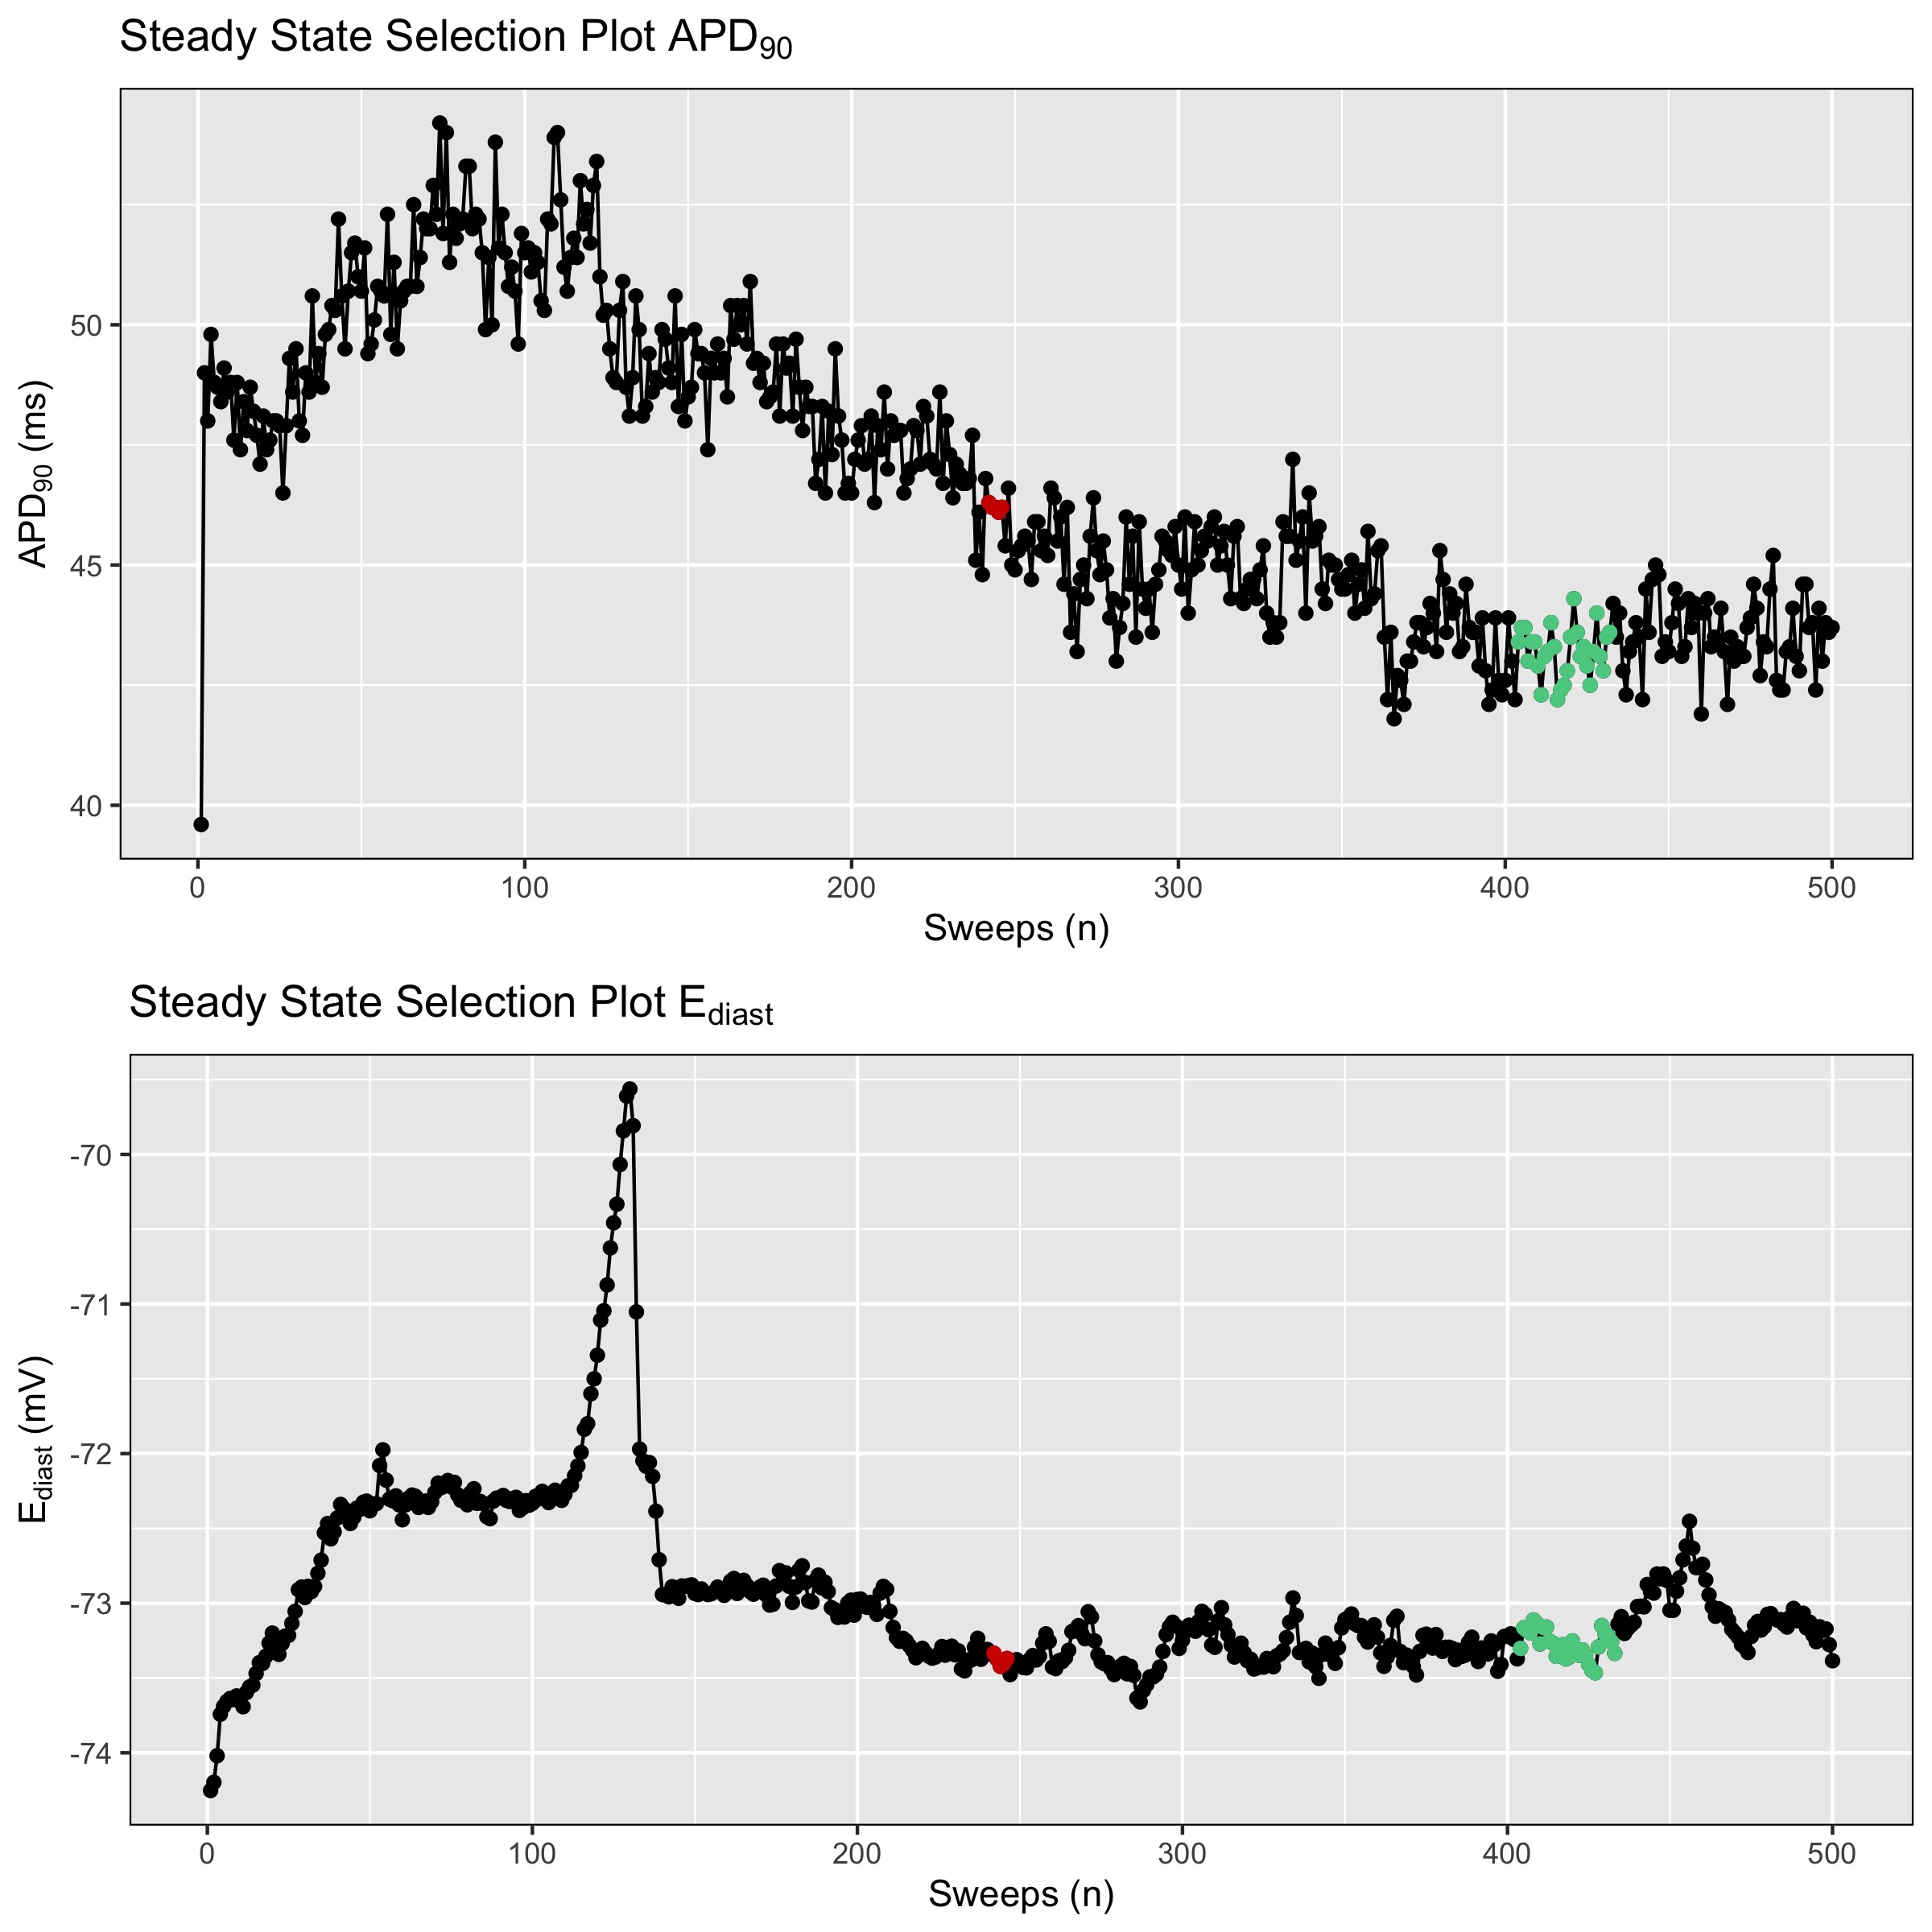 Steady State Selection Plot APD90
50
45
40
APD90 (ms)
0 100 200 300 400 500
Sweeps (n)
Steady State Selection Plot Ediast
-70
-71
-72
-73
-74
Ediast (mV)
0 100 200 300 400 500
Sweeps (n)